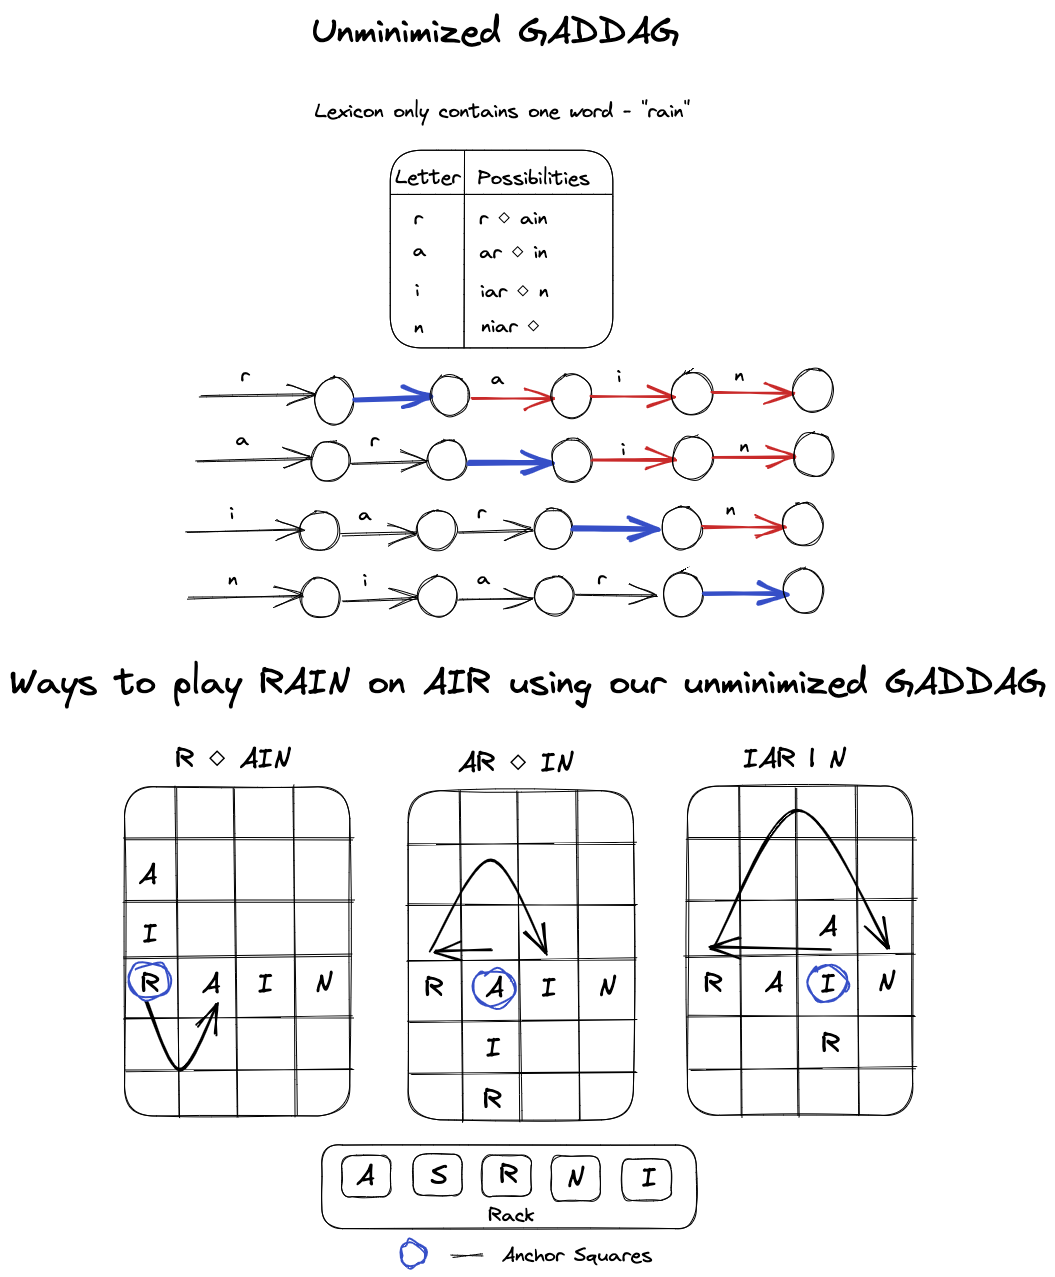 Unminimized GADDAG
Lexicon only contains one word - "rain"
Letter Possibilities
r r ◇ ain
a ar ◇ in
i iar ◇ n
n niar ◇
r a i n
a r i n
i a r n
n i a r
Ways to play RAIN on AIR using our unminimized GADDAG
R ◇ AIN
A
I
R A I N
AR ◇ IN
R A I N
I
R
IAR | N
A
R A I N
R
A S R N I
Rack
— Anchor Squares